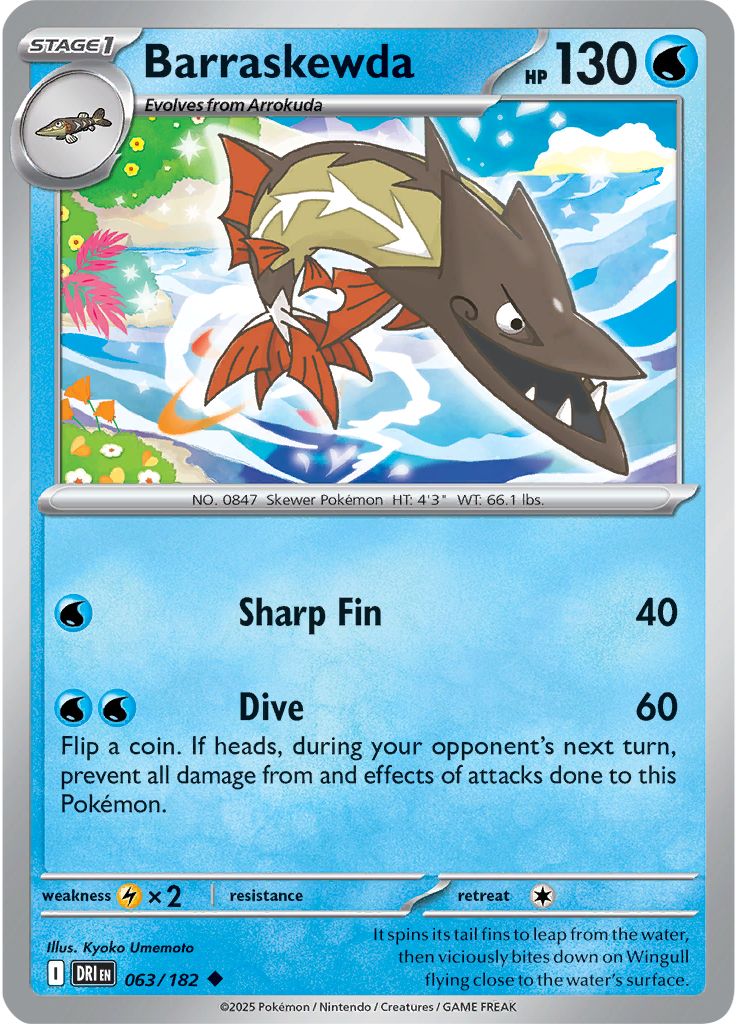 STAGE1
Barraskewda
HP 130
Evolves from Arrokuda
NO. 0847 Skewer Pokémon HT: 4'3" WT: 66.1 lbs.
Sharp Fin 40
Dive 60
Flip a coin. If heads, during your opponent's next turn,
prevent all damage from and effects of attacks done to this
Pokémon.
weakness ×2 resistance retreat
Illus. Kyoko Umemoto
I DRI EN 063/182
It spins its tail fins to leap from the water,
then viciously bites down on Wingull
flying close to the water's surface.
©2025 Pokémon / Nintendo / Creatures / GAME FREAK